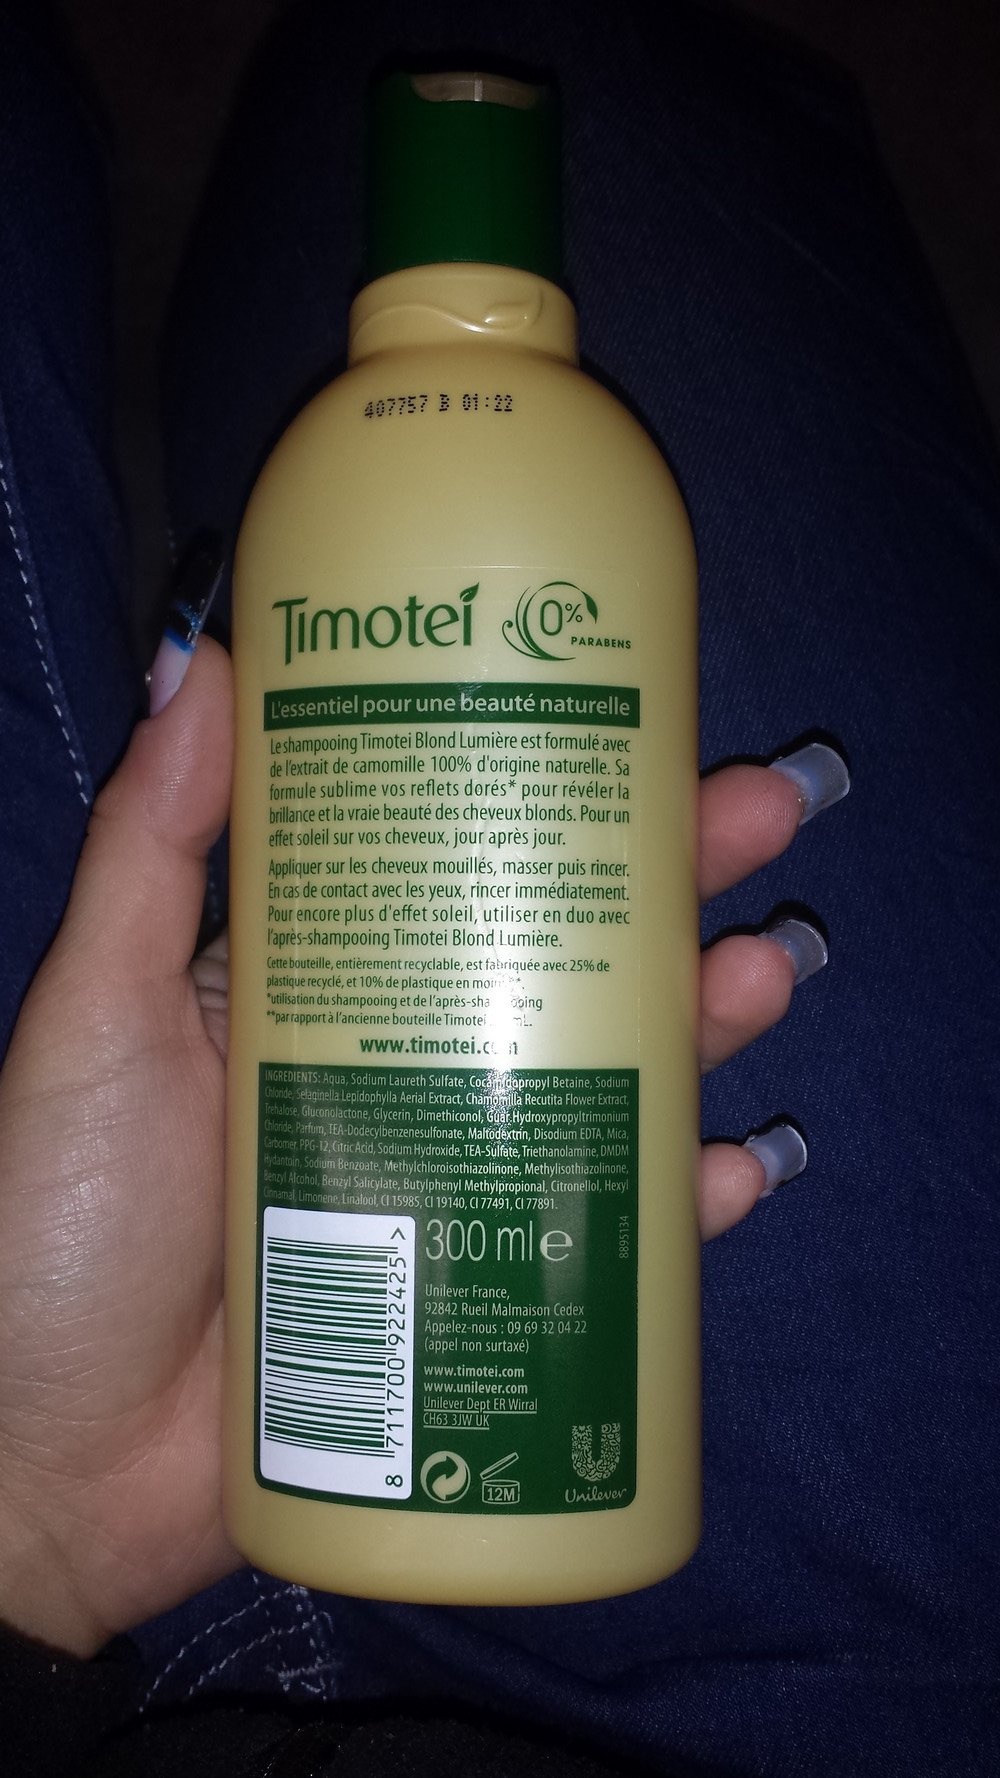 407757 B 01:22
Timotei
0%
PARABENS
L'essentiel pour une beauté naturelle
Le shampooing Timotei Blond Lumière est formulé avec
de l'extrait de camomille 100% d'origine naturelle. Sa
formule sublime vos reflets dorés* pour révéler la
brillance et la vraie beauté des cheveux blonds. Pour un
effet soleil sur vos cheveux, jour après jour.
Appliquer sur les cheveux mouillés, masser puis rincer.
En cas de contact avec les yeux, rincer immédiatement.
Pour encore plus d'effet soleil, utiliser en duo avec
l'après-shampooing Timotei Blond Lumière.
Cette bouteille, entièrement recyclable, est fabriquée avec 25% de
plastique recyclé, et 10% de plastique en
*utilisation du shampooing et de l'après-shampooing
**par rapport à l'ancienne bouteille Timotei
www.timotei.com
INGREDIENTS: Aqua, Sodium Laureth Sulfate, Cocamidopropyl Betaine, Sodium
Chloride, Selaginella Lepidophylla Aerial Extract, Chamomilla Recutita Flower Extract,
Trehalose, Gluconolactone, Glycerin, Dimethiconol, Guar Hydroxypropyltrimonium
Chloride, Parfum, TEA-Dodecylbenzenesulfonate, Maltodextrin, Disodium EDTA, Mica,
Carbomer, PPG-12, Citric Acid, Sodium Hydroxide, TEA-Sulfate, Triethanolamine, DMDM
Hydantoin, Sodium Benzoate, Methylchloroisothiazolinone, Methylisothiazolinone,
Benzyl Alcohol, Benzyl Salicylate, Butylphenyl Methylpropional, Citronellol, Hexyl
Cinnamal, Limonene, Linalool, CI 15985, CI 19140, CI 77491, CI 77891.
300 ml e
8895134
8 711700 922425 >
Unilever France,
92842 Rueil Malmaison Cedex
Appelez-nous : 09 69 32 04 22
(appel non surtaxé)
www.timotei.com
www.unilever.com
Unilever Dept ER Wirral
CH63 3JW UK
12M
Unilever